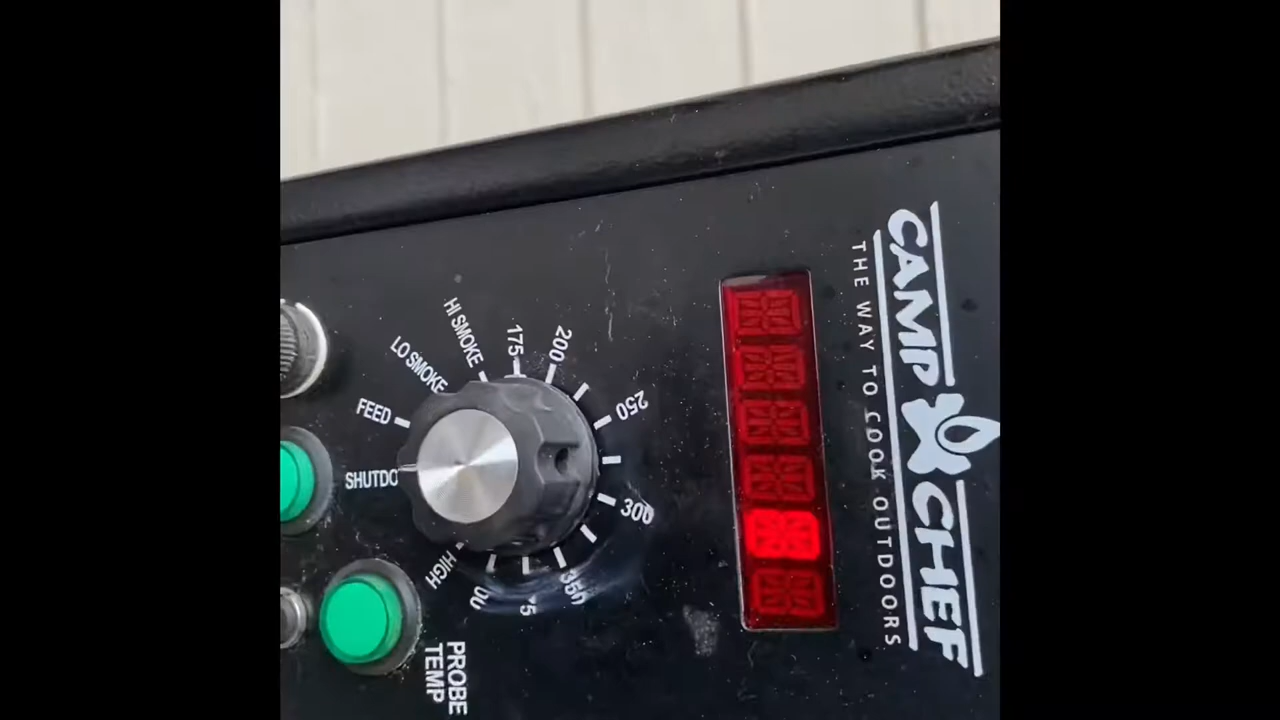 CAMP CHEF
THE WAY TO COOK OUTDOORS
FEED
LO SMOKE
HI SMOKE
175
200
250
300
350
HIGH
SHUTDO
PROBE
TEMP